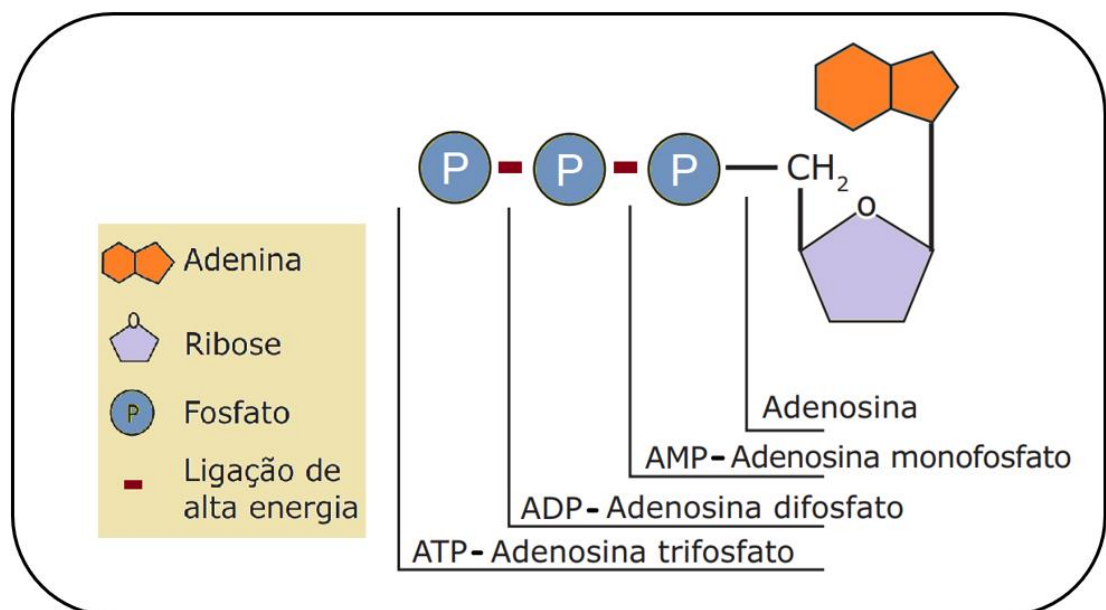 P P P CH2
O
Adenina
O
Ribose
P Fosfato
Ligação de
alta energia
Adenosina
AMP- Adenosina monofosfato
ADP- Adenosina difosfato
ATP- Adenosina trifosfato